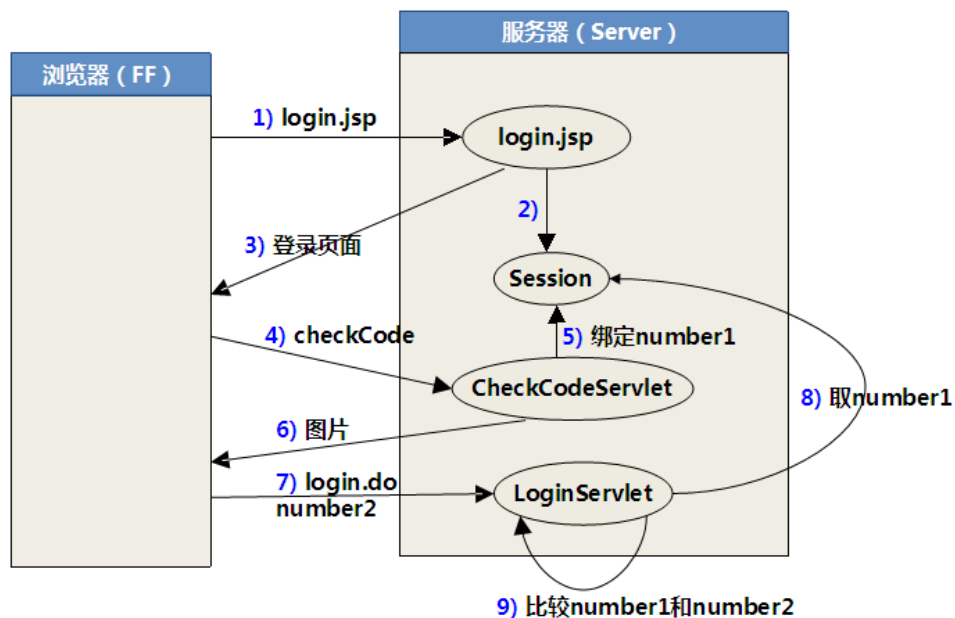 服务器（Server）
浏览器（FF）
1) login.jsp
login.jsp
2)
3) 登录页面
Session
4) checkCode
5) 绑定number1
CheckCodeServlet
8) 取number1
6) 图片
7) login.do
number2
LoginServlet
9) 比较number1和number2